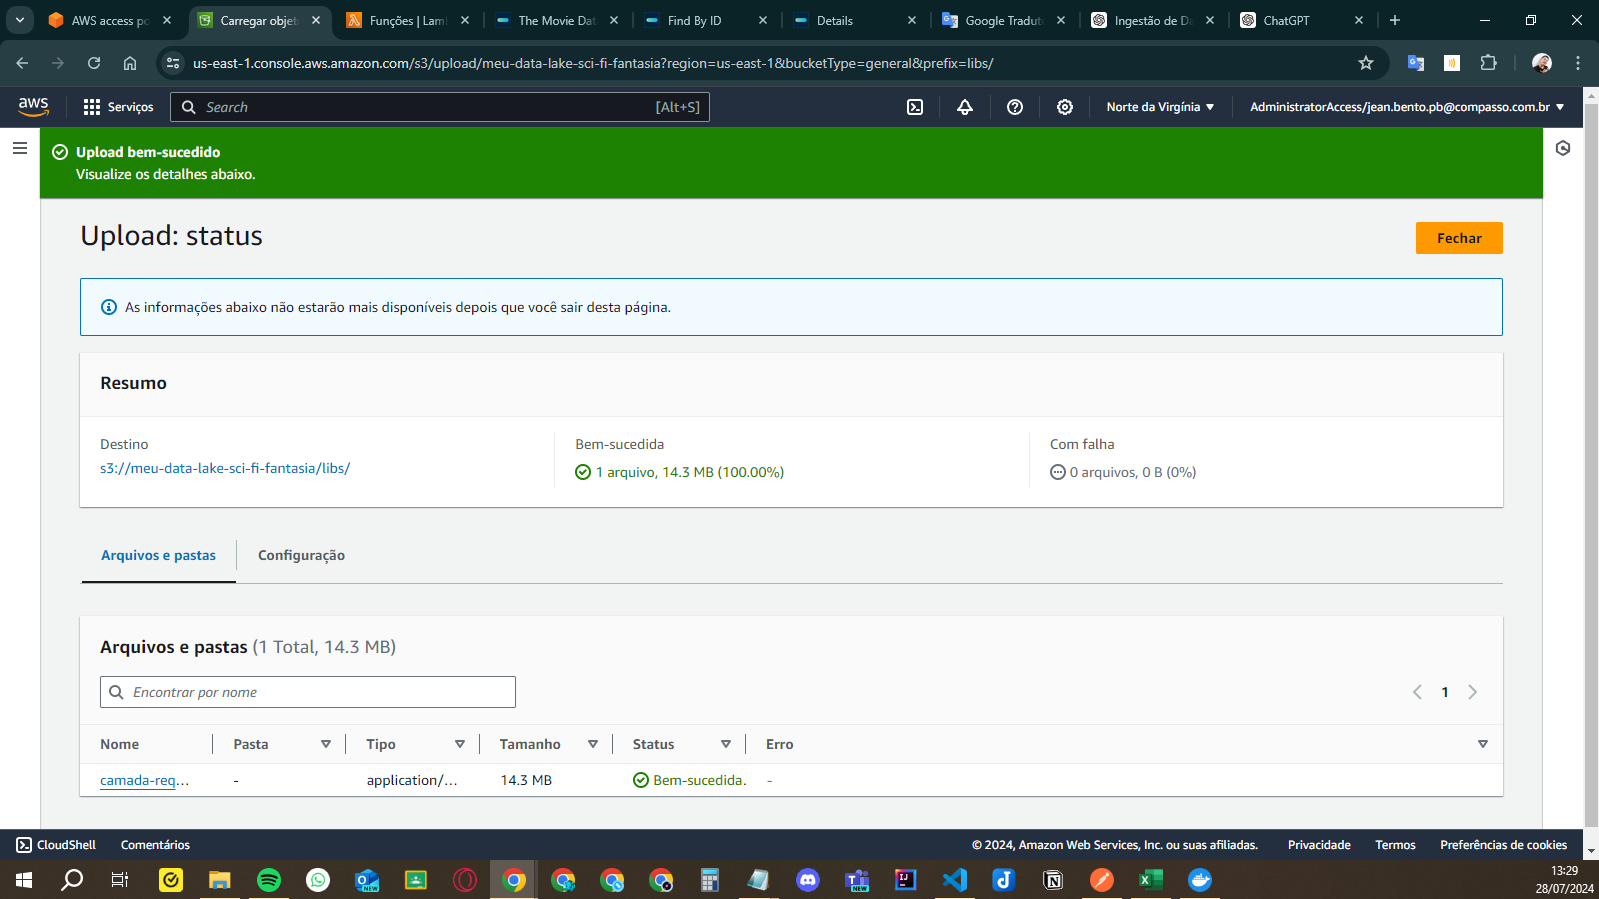 AWS access po
Carregar objet
Funções | Lam
The Movie Dat
Find By ID
Details
Google Traduto
Ingestão de Da
ChatGPT
us-east-1.console.aws.amazon.com/s3/upload/meu-data-lake-sci-fi-fantasia?region=us-east-1&bucketType=general&prefix=libs/
aws
Serviços
Search
[Alt+S]
Norte da Virgínia
AdministratorAccess/jean.bento.pb@compasso.com.br
Upload bem-sucedido
Visualize os detalhes abaixo.
Upload: status
Fechar
As informações abaixo não estarão mais disponíveis depois que você sair desta página.
Resumo
Destino
s3://meu-data-lake-sci-fi-fantasia/libs/
Bem-sucedida
1 arquivo, 14.3 MB (100.00%)
Com falha
0 arquivos, 0 B (0%)
Arquivos e pastas
Configuração
Arquivos e pastas (1 Total, 14.3 MB)
Encontrar por nome
1
Nome
Pasta
Tipo
Tamanho
Status
Erro
camada-req...
-
application/...
14.3 MB
Bem-sucedida.
-
CloudShell
Comentários
© 2024, Amazon Web Services, Inc. ou suas afiliadas.
Privacidade
Termos
Preferências de cookies
13:29
28/07/2024